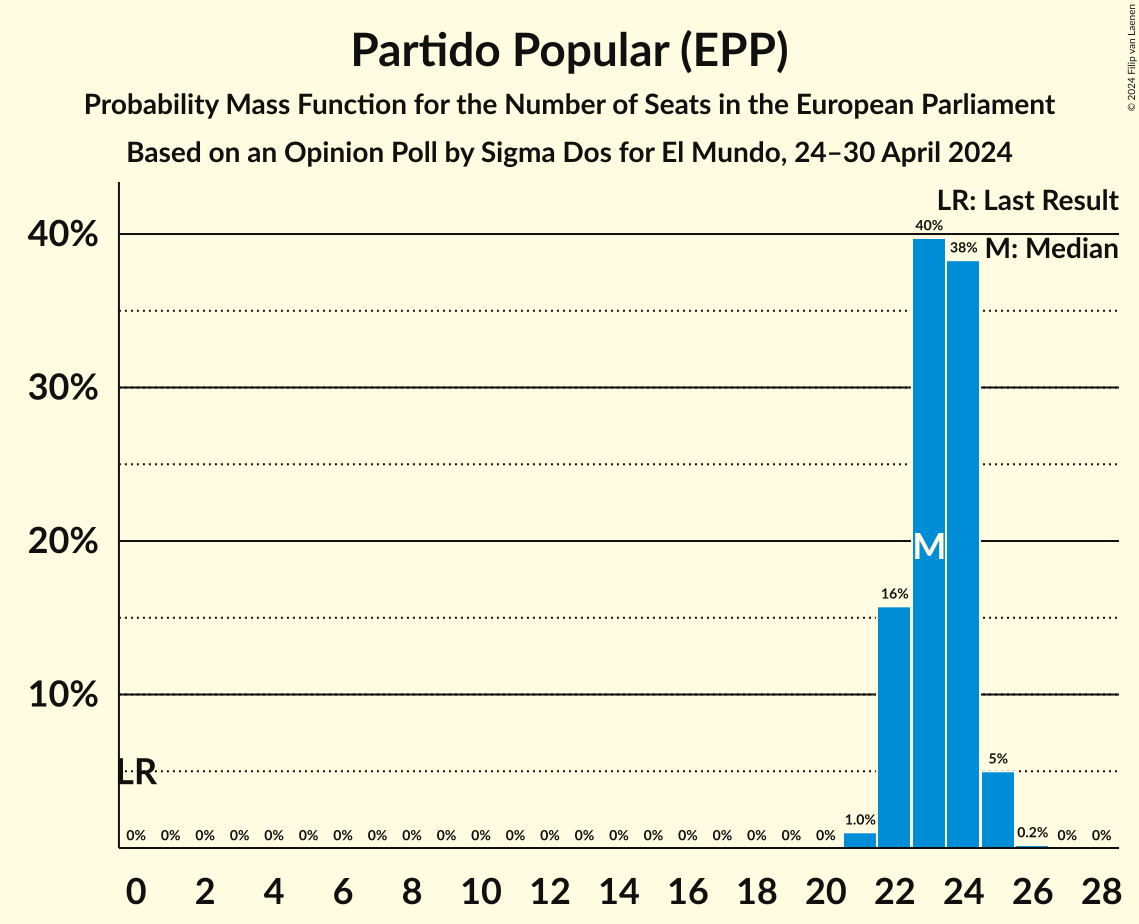 Partido Popular (EPP)
Probability Mass Function for the Number of Seats in the European Parliament
Based on an Opinion Poll by Sigma Dos for El Mundo, 24–30 April 2024
© 2024 Filip van Laenen
LR: Last Result
M: Median
40%
30%
20%
10%
40%
38%
16%
M
5%
LR
0% 0% 0% 0% 0% 0% 0% 0% 0% 0% 0% 0% 0% 0% 0% 0% 0% 0% 0% 0% 0% 1.0% 0.2% 0% 0%
0 2 4 6 8 10 12 14 16 18 20 22 24 26 28